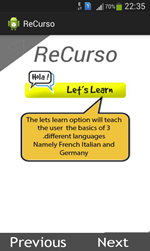 70% 22:35
ReCurso
ReCurso
Hola!
Let's Learn
The lets learn option will teach
the user the basics of 3
.different languages
Namely French Italian and
Germany
Previous Next